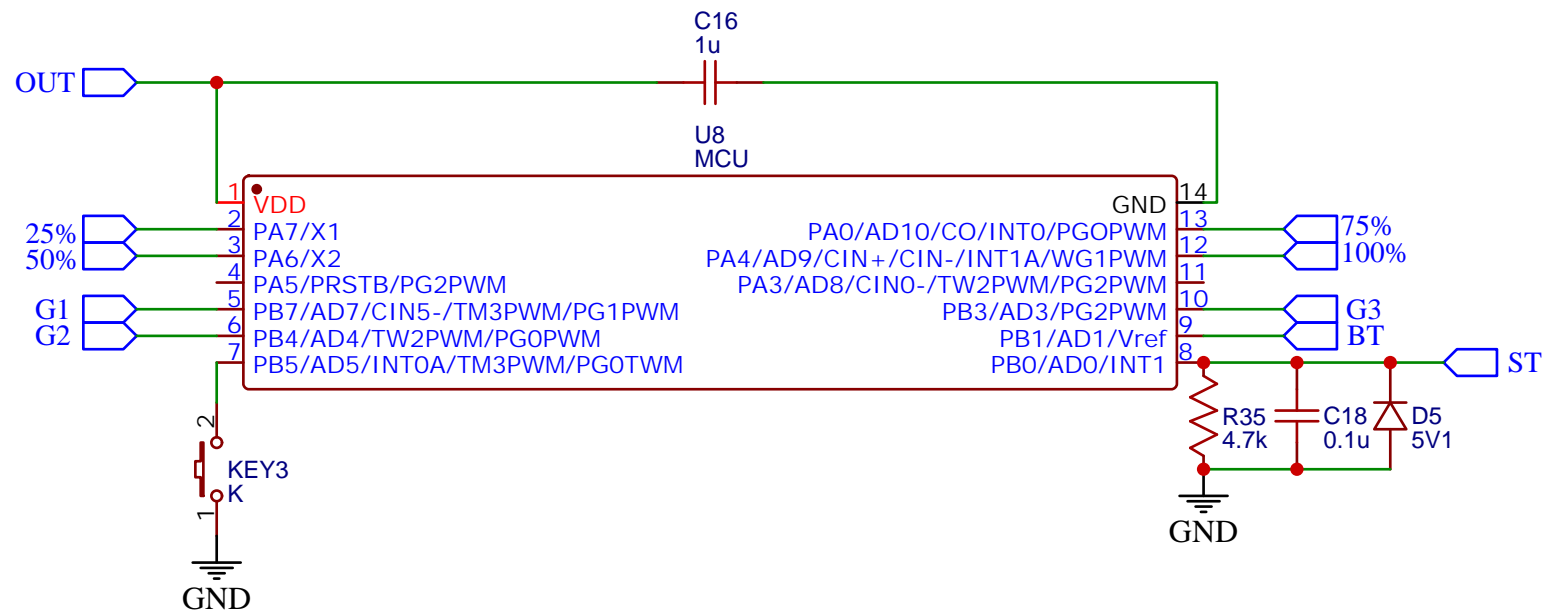 C16
1u
OUT
U8
MCU
1
VDD
14
GND
25%
2
PA7/X1
13
PA0/AD10/CO/INT0/PGOPWM
75%
50%
3
PA6/X2
12
PA4/AD9/CIN+/CIN-/INT1A/WG1PWM
100%
4
PA5/PRSTB/PG2PWM
11
PA3/AD8/CIN0-/TW2PWM/PG2PWM
G1
5
PB7/AD7/CIN5-/TM3PWM/PG1PWM
10
PB3/AD3/PG2PWM
G3
G2
6
PB4/AD4/TW2PWM/PG0PWM
9
PB1/AD1/Vref
BT
7
PB5/AD5/INT0A/TM3PWM/PG0TWM
8
PB0/AD0/INT1
ST
2
KEY3
K
1
GND
R35
4.7k
C18
0.1u
D5
5V1
GND